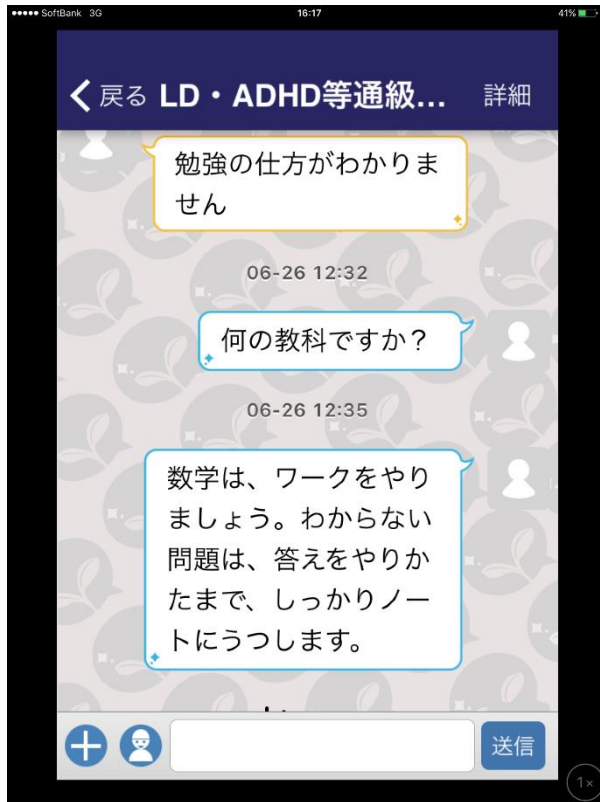 ●●●●● SoftBank 3G 16:17 41%
戻る LD・ADHD等通級... 詳細
勉強の仕方がわかりま
せん
06-26 12:32
何の教科ですか？
06-26 12:35
数学は、ワークをやり
ましょう。わからない
問題は、答えをやりか
たまで、しっかりノー
トにうつします。
送信
1×